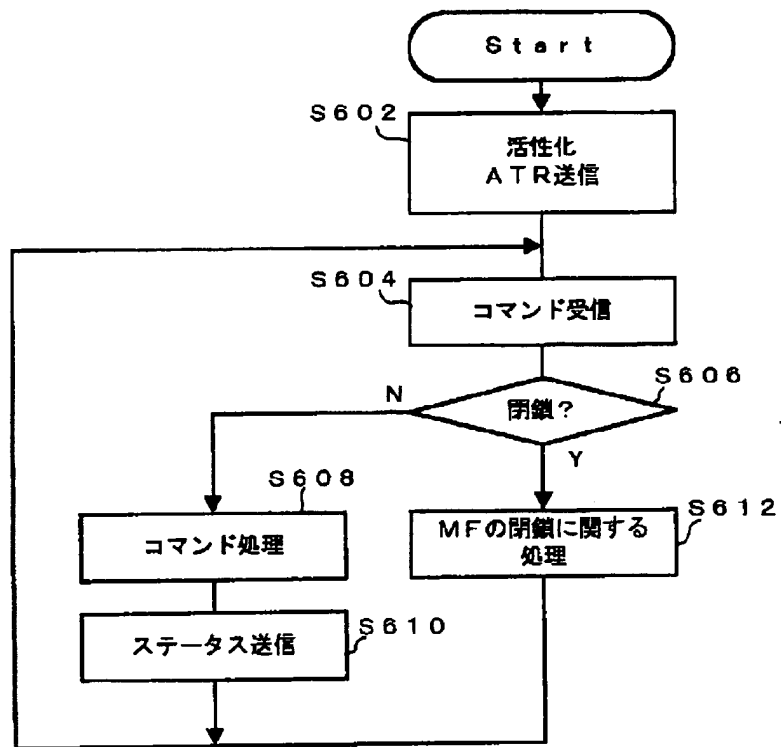 Ｓｔａｒｔ
Ｓ６０２
活性化
ＡＴＲ送信
Ｓ６０４
コマンド受信
Ｓ６０６
閉鎖？
Ｎ
Ｙ
Ｓ６０８
コマンド処理
Ｓ６１２
ＭＦの閉鎖に関する
処理
Ｓ６１０
ステータス送信